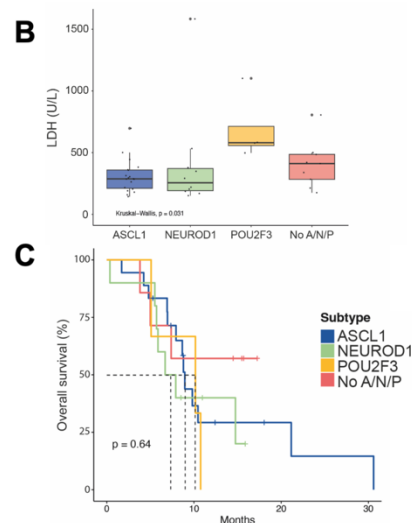 B
LDH (U/L)
1500
1000
500
0
Kruskal-Wallis, p = 0.031
ASCL1 NEUROD1 POU2F3 No A/N/P
C
Overall survival (%)
100
75
50
25
0
p = 0.64
0 10 20 30
Months
Subtype
ASCL1
NEUROD1
POU2F3
No A/N/P